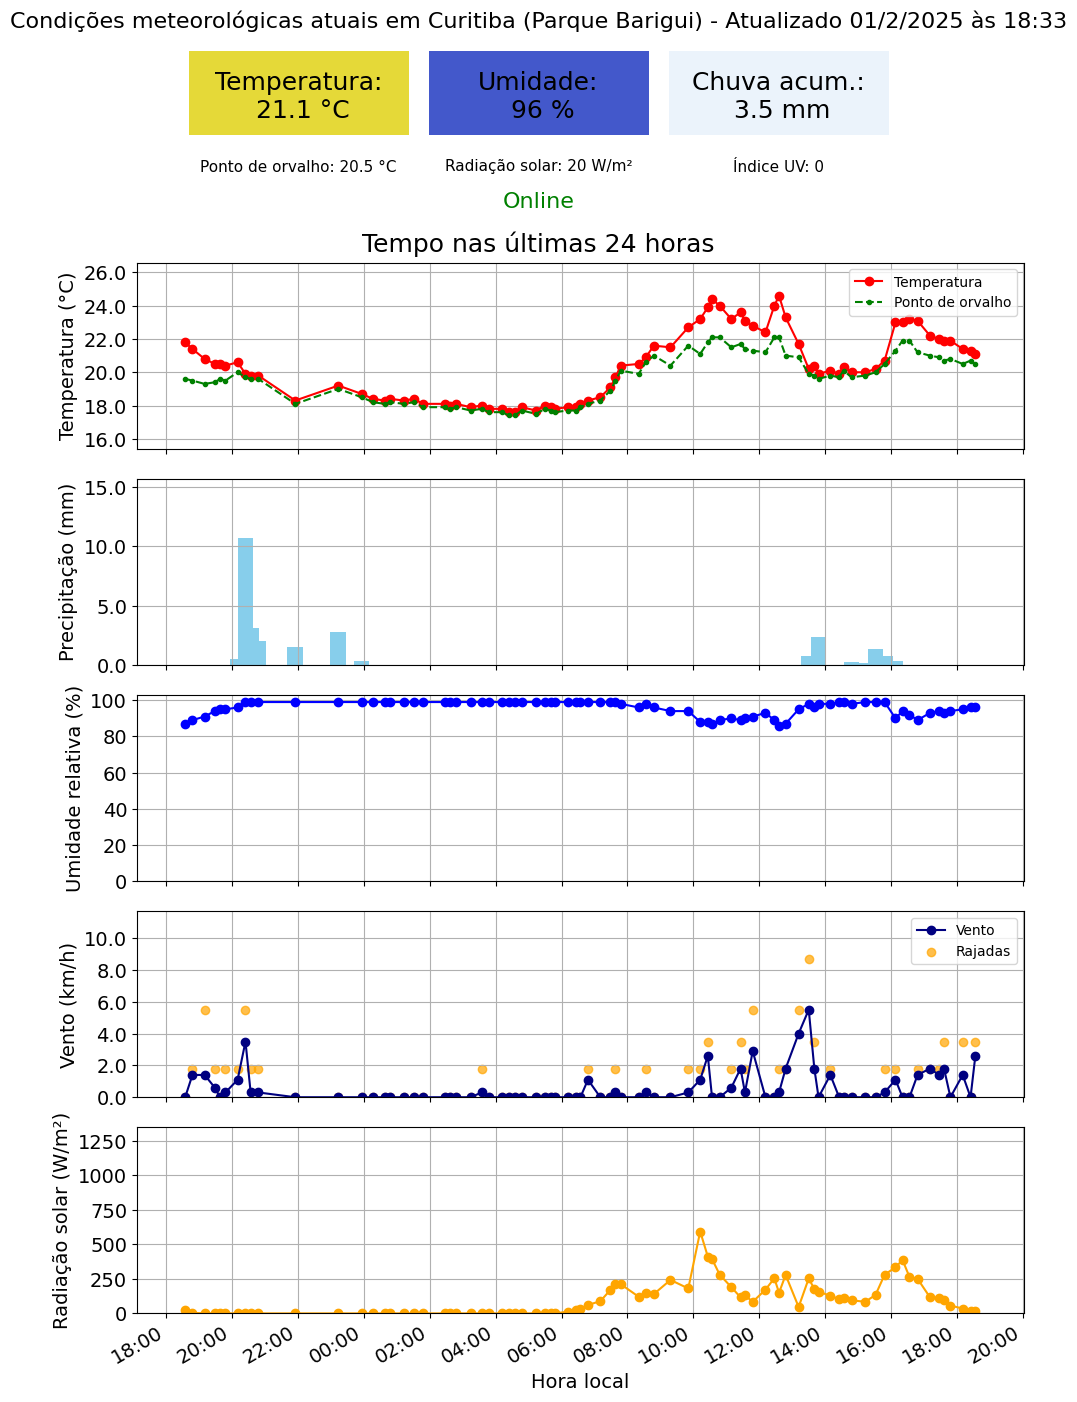 Condições meteorológicas atuais em Curitiba (Parque Barigui) - Atualizado 01/2/2025 às 18:33
Temperatura:
21.1 °C
Umidade:
96 %
Chuva acum.:
3.5 mm
Ponto de orvalho: 20.5 °C
Radiação solar: 20 W/m²
Índice UV: 0
Online
Tempo nas últimas 24 horas
Temperatura (°C)
26.0
24.0
22.0
20.0
18.0
16.0
Temperatura
Ponto de orvalho
Precipitação (mm)
15.0
10.0
5.0
0.0
Umidade relativa (%)
100
80
60
40
20
0
Vento (km/h)
10.0
8.0
6.0
4.0
2.0
0.0
Vento
Rajadas
Radiação solar (W/m²)
1250
1000
750
500
250
0
18:00
20:00
22:00
00:00
02:00
04:00
06:00
08:00
10:00
12:00
14:00
16:00
18:00
20:00
Hora local